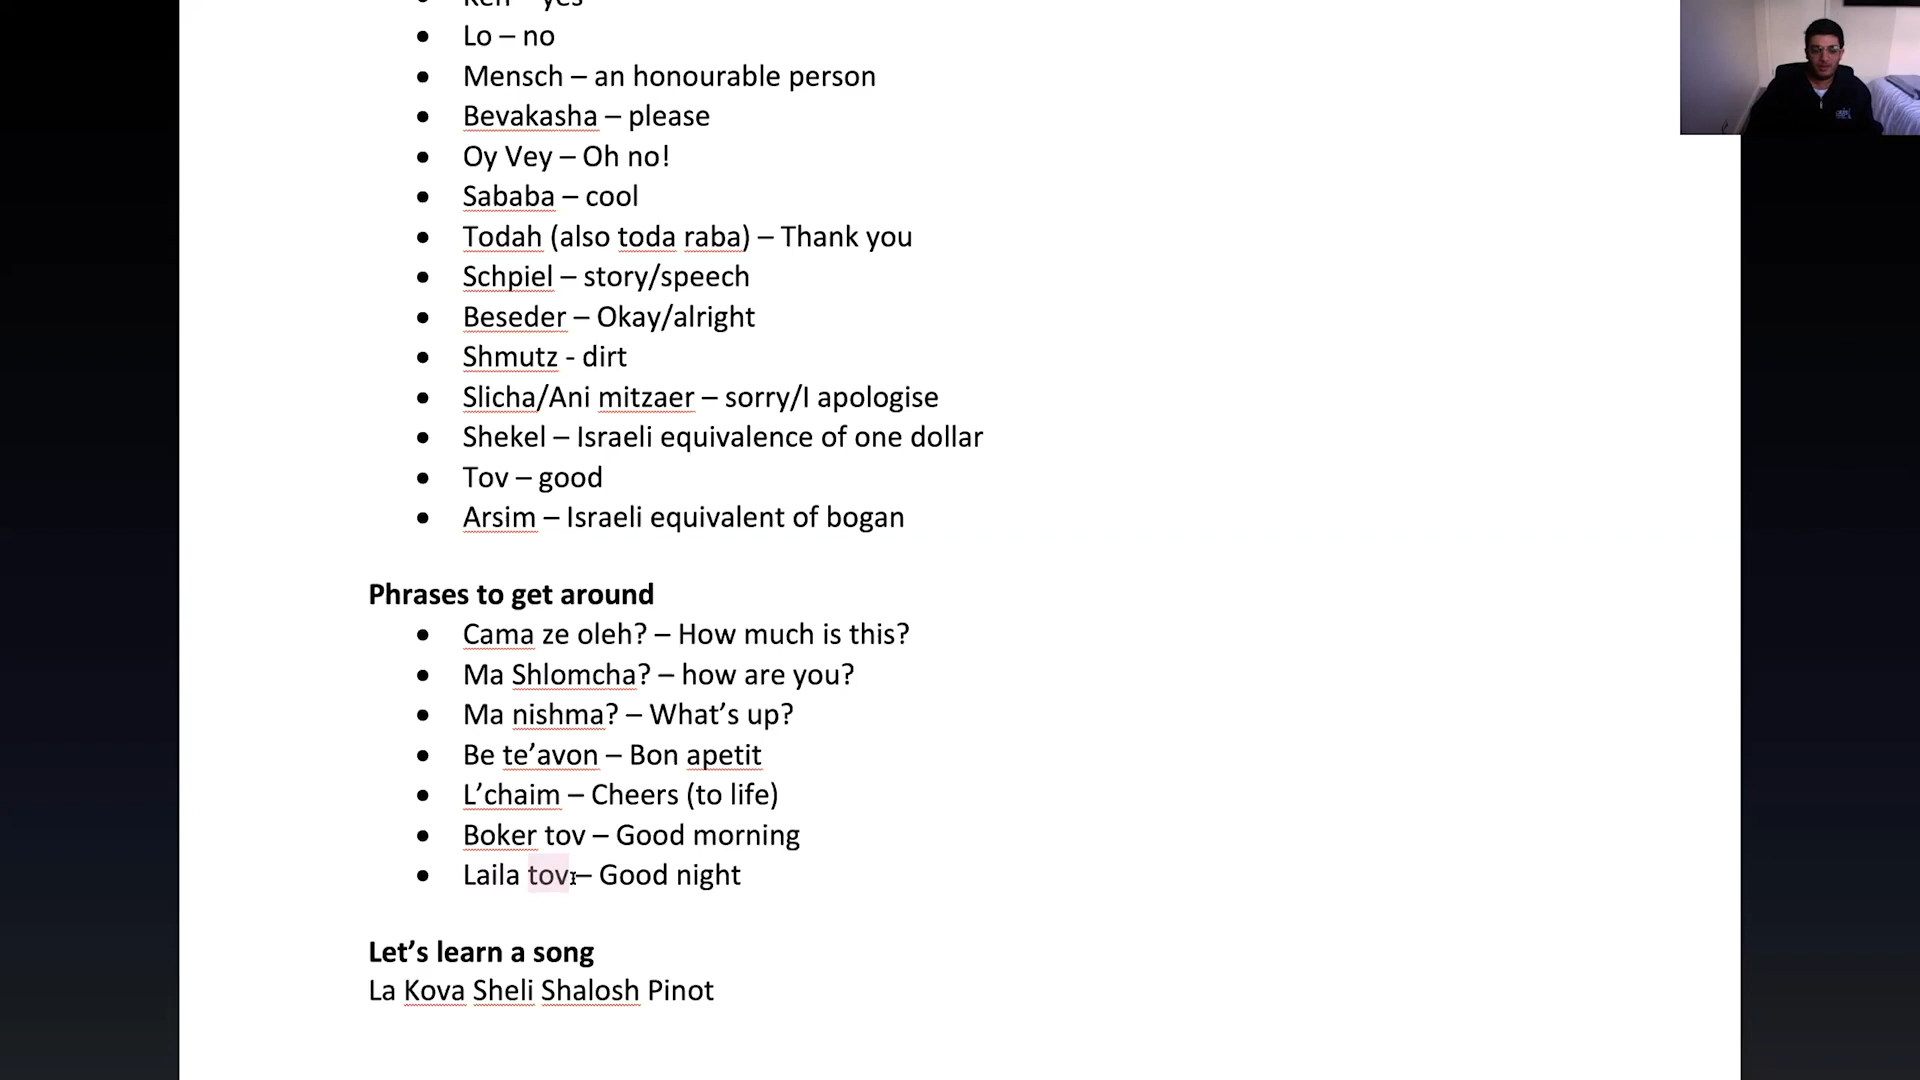 Ken – yes
Lo – no
Mensch – an honourable person
Bevakasha – please
Oy Vey – Oh no!
Sababa – cool
Todah (also toda raba) – Thank you
Schpiel – story/speech
Beseder – Okay/alright
Shmutz - dirt
Slicha/Ani mitzaer – sorry/I apologise
Shekel – Israeli equivalence of one dollar
Tov – good
Arsim – Israeli equivalent of bogan
Phrases to get around
Cama ze oleh? – How much is this?
Ma Shlomcha? – how are you?
Ma nishma? – What’s up?
Be te’avon – Bon apetit
L’chaim – Cheers (to life)
Boker tov – Good morning
Laila tov – Good night
Let’s learn a song
La Kova Sheli Shalosh Pinot